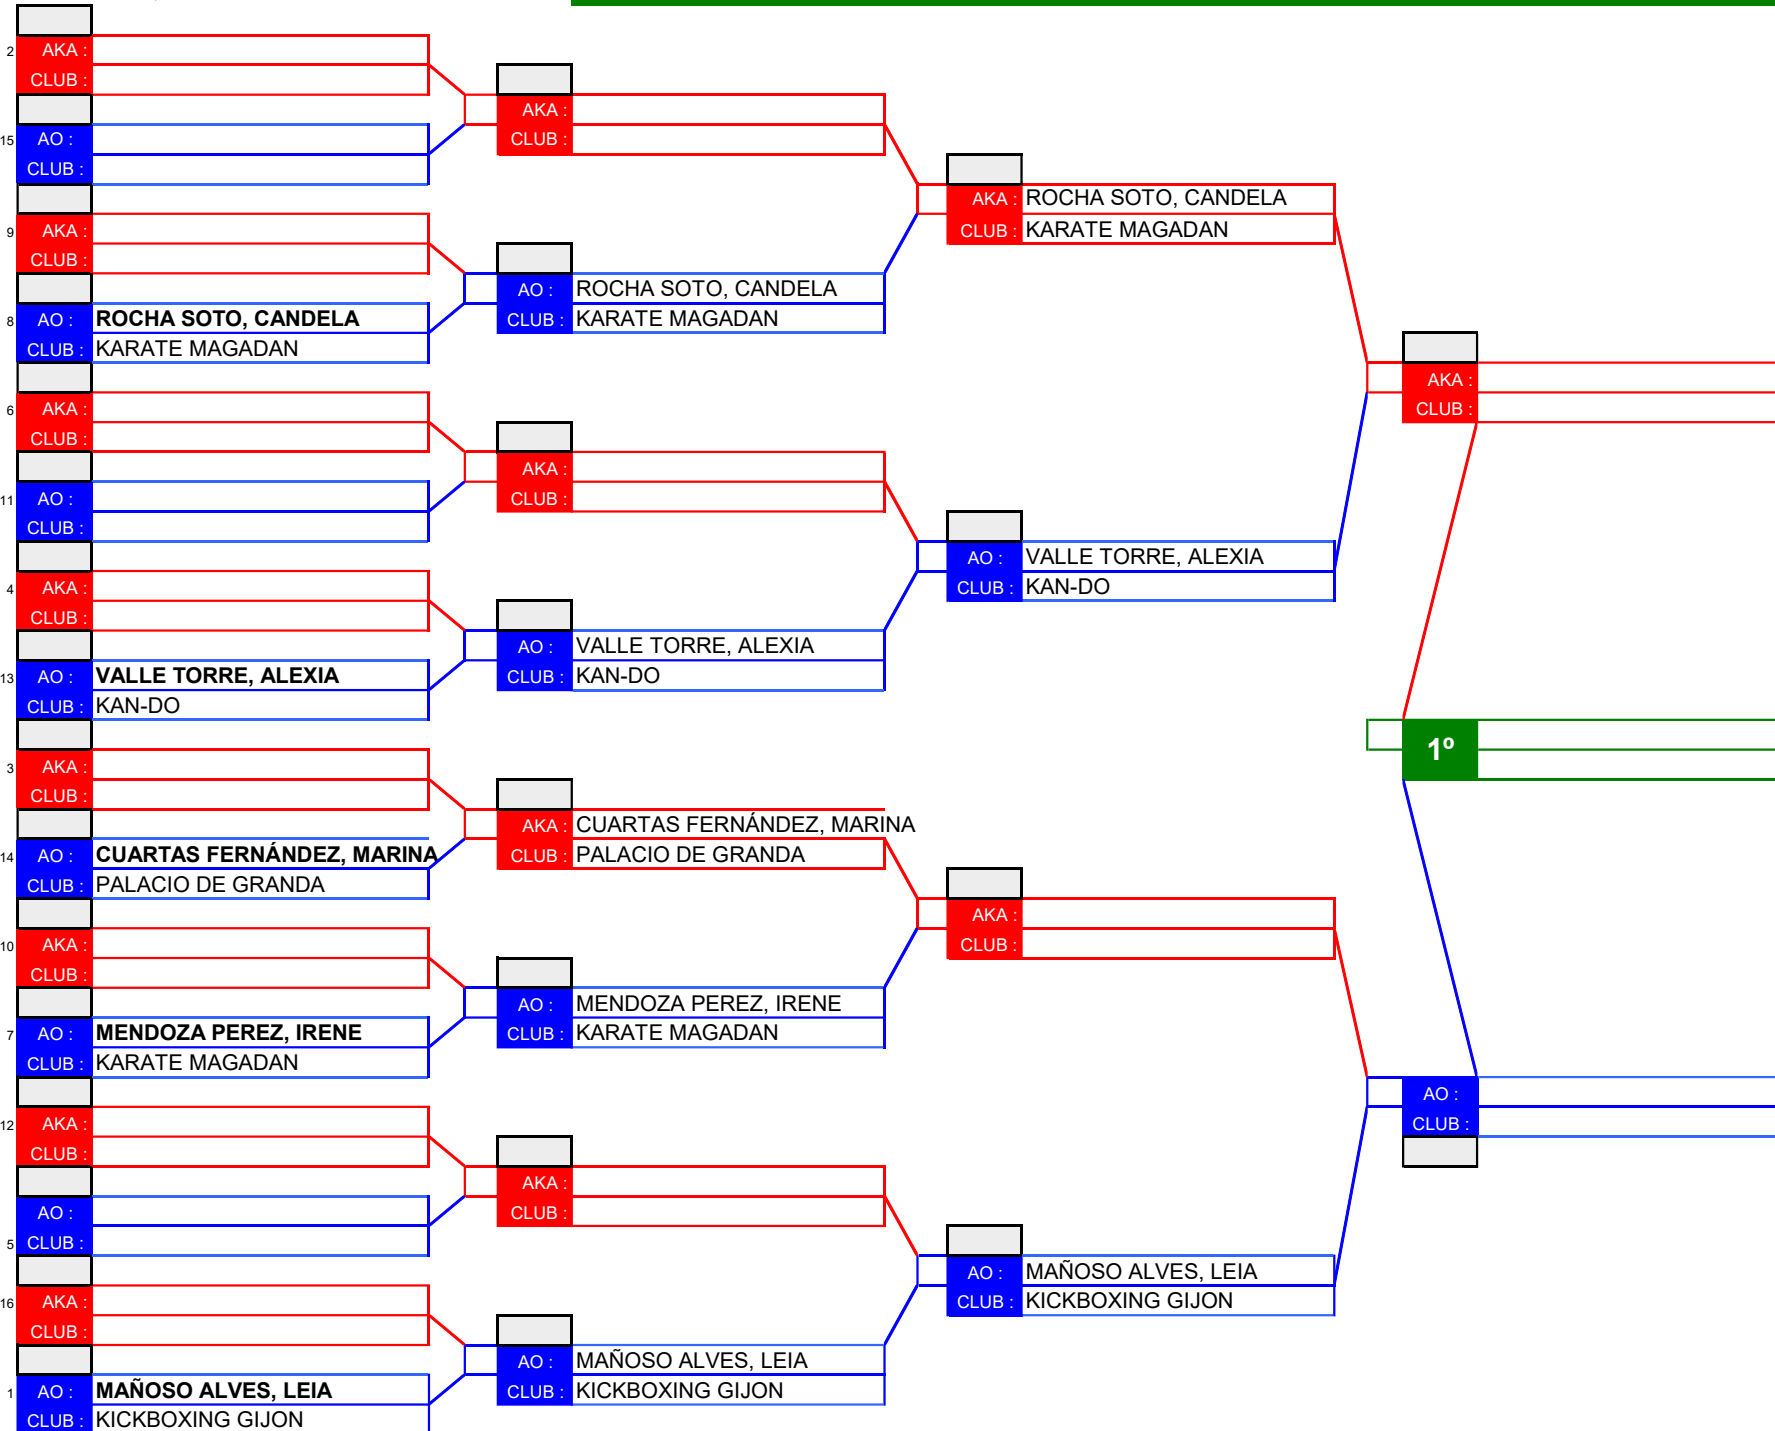 2 AKA :
CLUB :
15 AO :
CLUB :
9 AKA :
CLUB :
8 AO : ROCHA SOTO, CANDELA
CLUB : KARATE MAGADAN
6 AKA :
CLUB :
11 AO :
CLUB :
4 AKA :
CLUB :
13 AO : VALLE TORRE, ALEXIA
CLUB : KAN-DO
3 AKA :
CLUB :
14 AO : CUARTAS FERNÁNDEZ, MARINA
CLUB : PALACIO DE GRANDA
10 AKA :
CLUB :
7 AO : MENDOZA PEREZ, IRENE
CLUB : KARATE MAGADAN
12 AKA :
CLUB :
AO :
5 CLUB :
16 AKA :
CLUB :
1 AO : MAÑOSO ALVES, LEIA
CLUB : KICKBOXING GIJON
AKA :
CLUB :
AO : ROCHA SOTO, CANDELA
CLUB : KARATE MAGADAN
AKA :
CLUB :
AO : VALLE TORRE, ALEXIA
CLUB : KAN-DO
AKA : CUARTAS FERNÁNDEZ, MARINA
CLUB : PALACIO DE GRANDA
AO : MENDOZA PEREZ, IRENE
CLUB : KARATE MAGADAN
AKA :
CLUB :
AO : MAÑOSO ALVES, LEIA
CLUB : KICKBOXING GIJON
AKA : ROCHA SOTO, CANDELA
CLUB : KARATE MAGADAN
AO : VALLE TORRE, ALEXIA
CLUB : KAN-DO
AKA :
CLUB :
AO : MAÑOSO ALVES, LEIA
CLUB : KICKBOXING GIJON
AKA :
CLUB :
1º
AO :
CLUB :